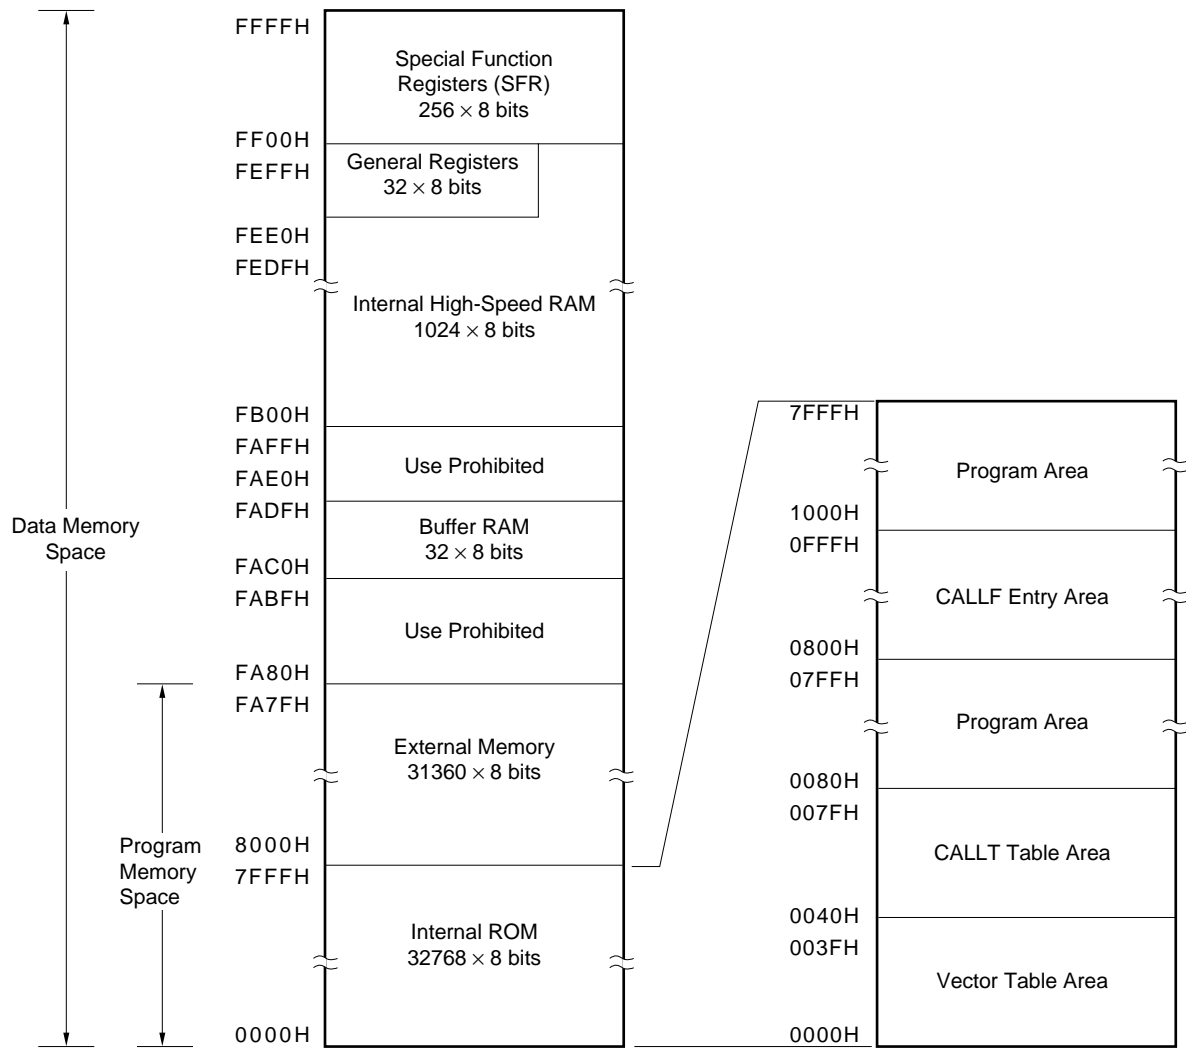 FFFFH
Special Function
Registers (SFR)
256 × 8 bits
FF00H
FEFFH
General Registers
32 × 8 bits
FEE0H
FEDFH
Internal High-Speed RAM
1024 × 8 bits
FB00H
FAFFH
Use Prohibited
FAE0H
FADFH
Buffer RAM
32 × 8 bits
FAC0H
FABFH
Use Prohibited
FA80H
FA7FH
External Memory
31360 × 8 bits
8000H
7FFFH
Internal ROM
32768 × 8 bits
0000H
Data Memory
Space
Program
Memory
Space
7FFFH
Program Area
1000H
0FFFH
CALLF Entry Area
0800H
07FFH
Program Area
0080H
007FH
CALLT Table Area
0040H
003FH
Vector Table Area
0000H